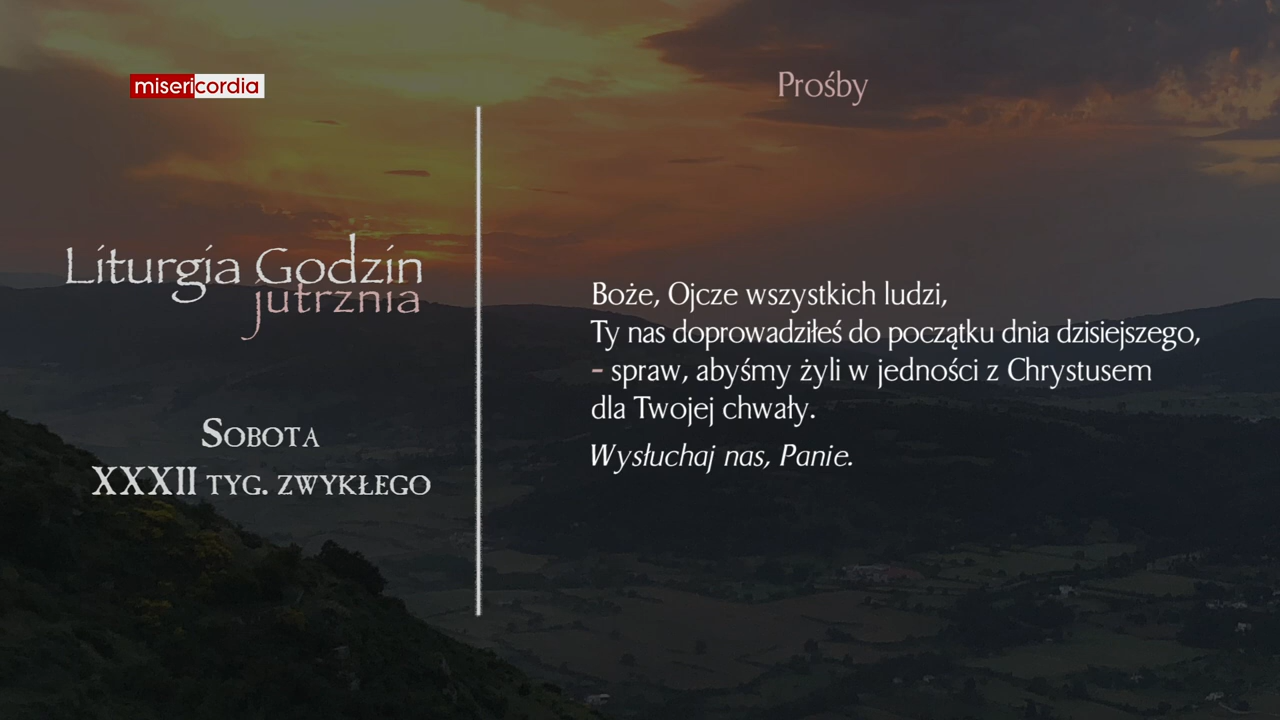 misericordia
Prośby
Liturgia Godzin
jutrznia
Boże, Ojcze wszystkich ludzi,
Ty nas doprowadziłeś do początku dnia dzisiejszego,
- spraw, abyśmy żyli w jedności z Chrystusem
dla Twojej chwały.
Wysłuchaj nas, Panie.
Sobota
XXXII tyg. zwykłego